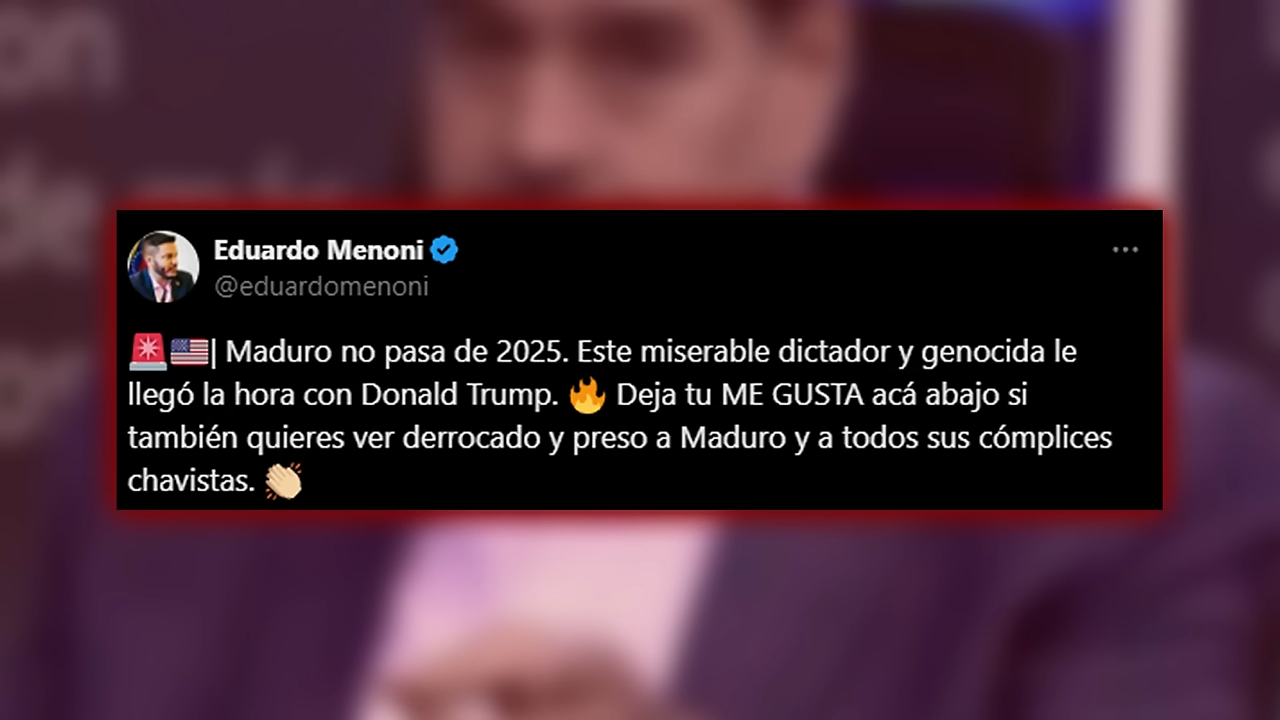 Eduardo Menoni
@eduardomenoni
🚨🇺🇸| Maduro no pasa de 2025. Este miserable dictador y genocida le
llegó la hora con Donald Trump. 🔥 Deja tu ME GUSTA acá abajo si
también quieres ver derrocado y preso a Maduro y a todos sus cómplices
chavistas. 👏🏼